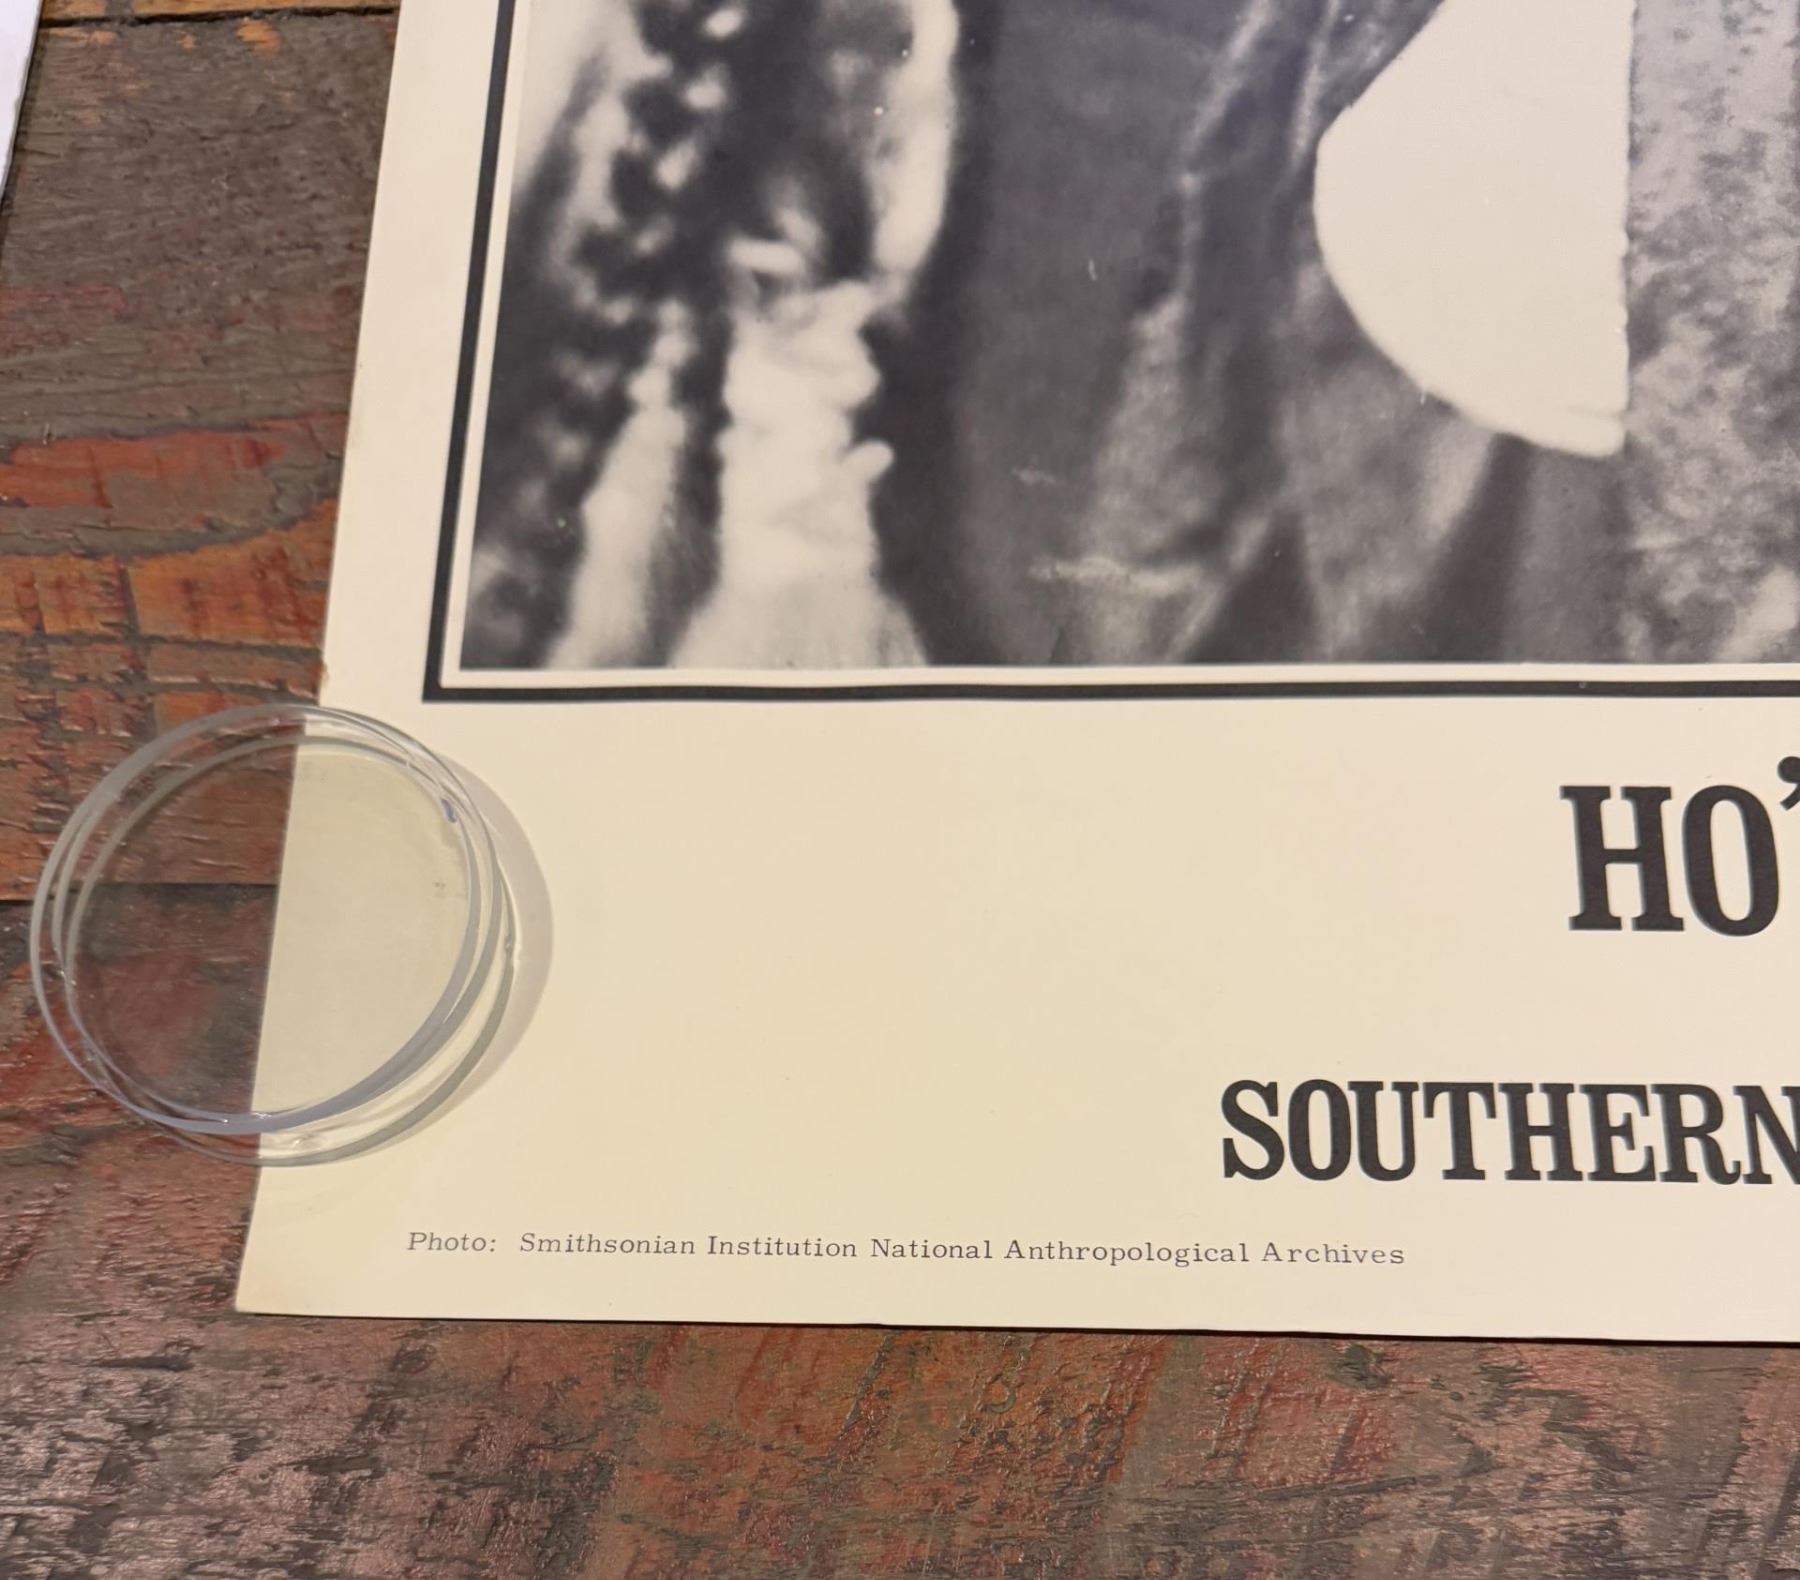 HO’
SOUTHERN
Photo: Smithsonian Institution National Anthropological Archives